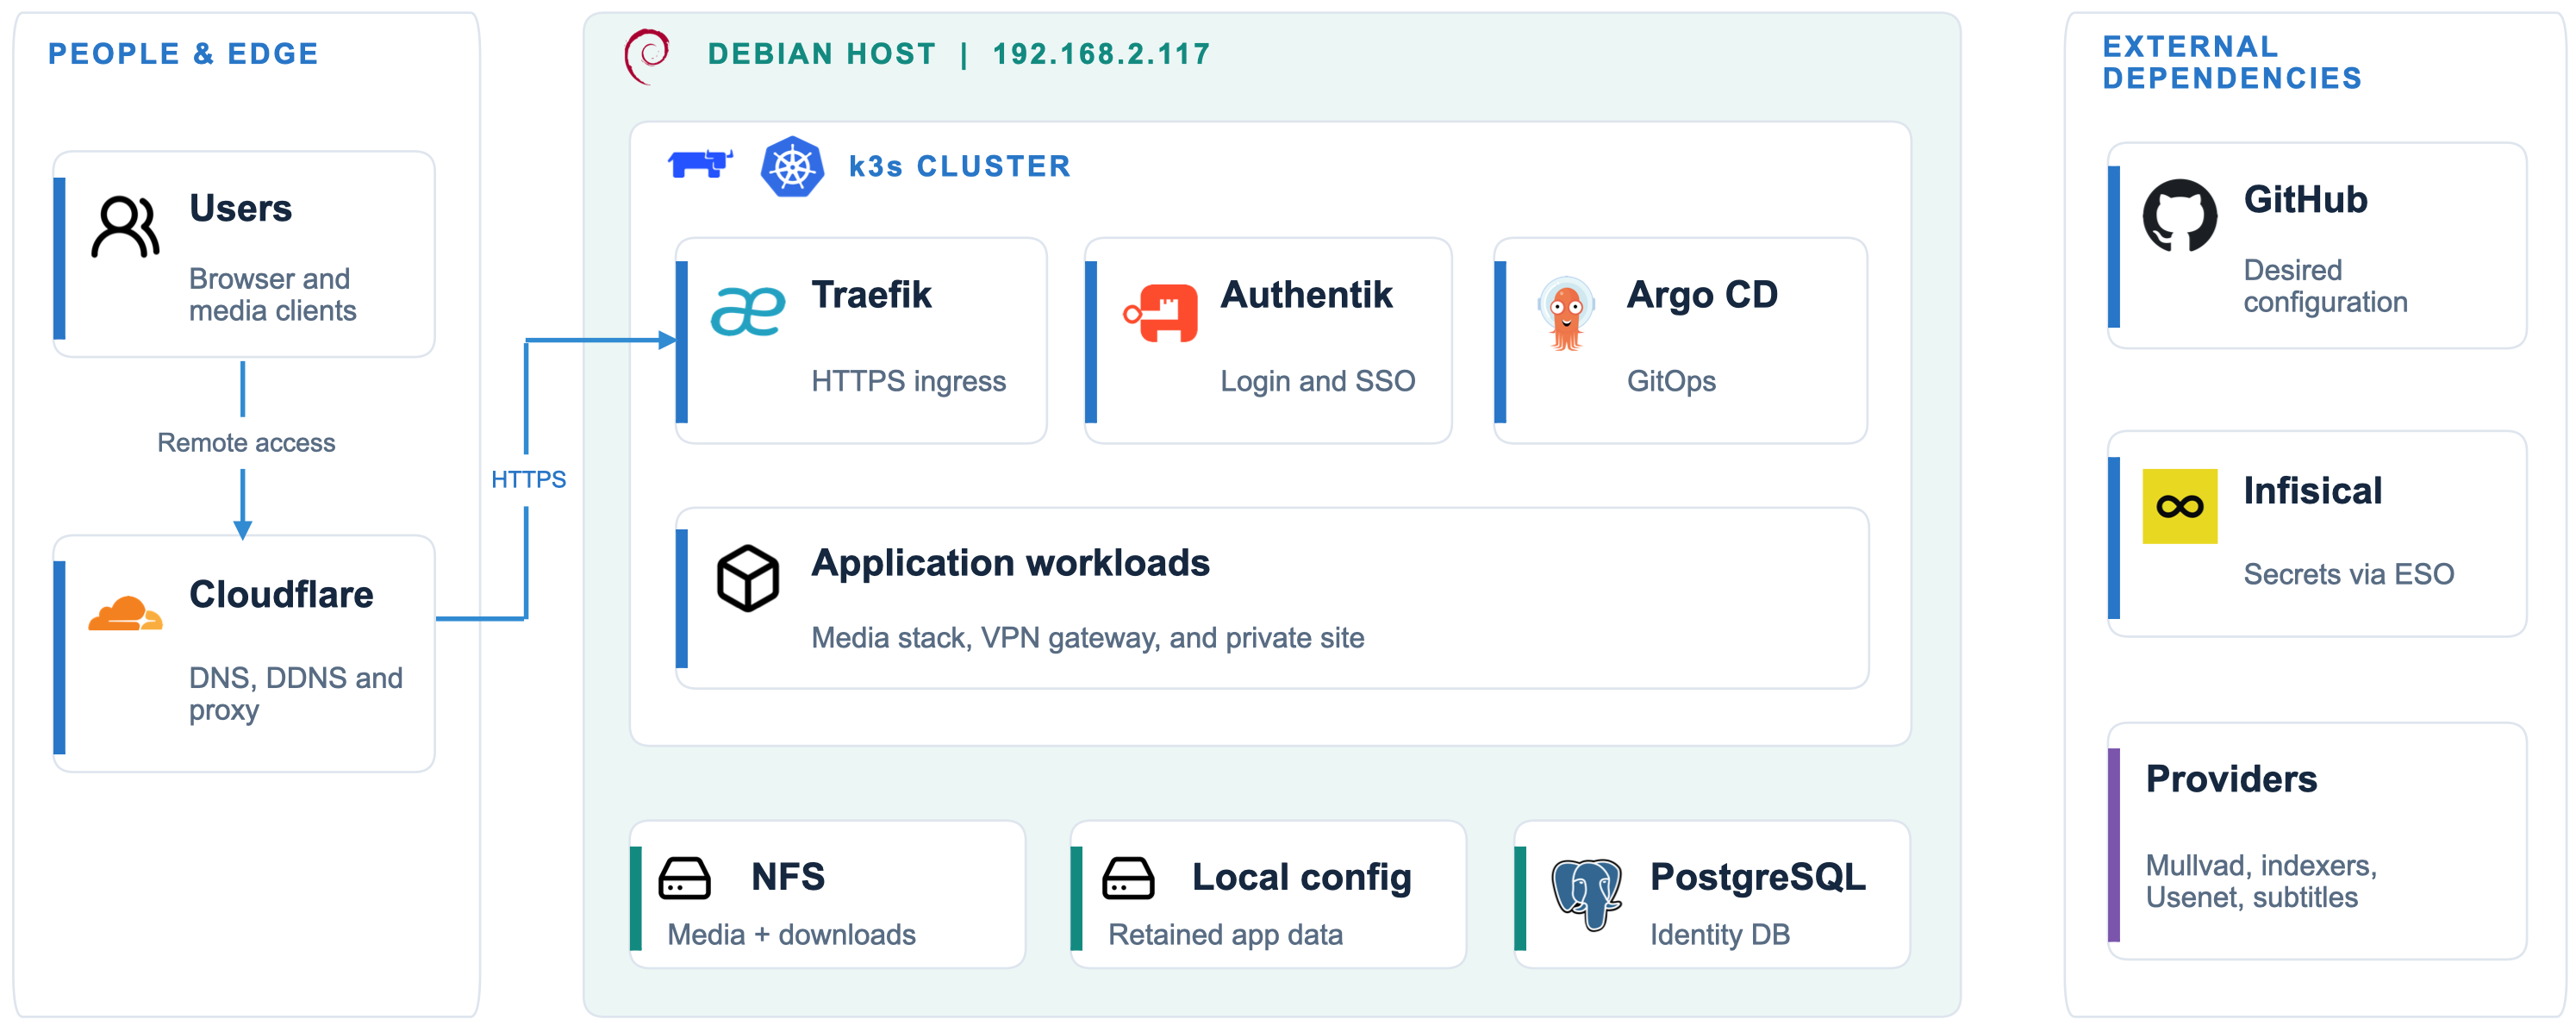 PEOPLE & EDGE
Users
Browser and
media clients
Remote access
Cloudflare
DNS, DDNS and
proxy
HTTPS
DEBIAN HOST | 192.168.2.117
k3s CLUSTER
Traefik
HTTPS ingress
Authentik
Login and SSO
Argo CD
GitOps
Application workloads
Media stack, VPN gateway, and private site
NFS
Media + downloads
Local config
Retained app data
PostgreSQL
Identity DB
EXTERNAL
DEPENDENCIES
GitHub
Desired
configuration
Infisical
Secrets via ESO
Providers
Mullvad, indexers,
Usenet, subtitles